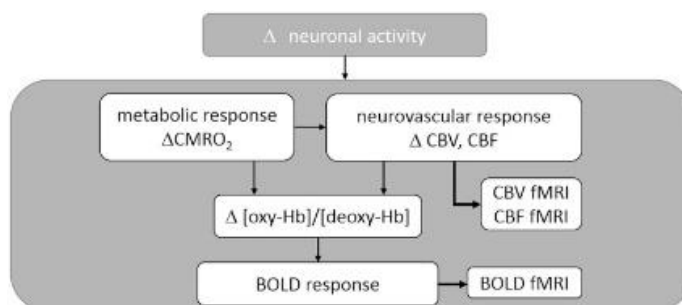 Δ neuronal activity
metabolic response
ΔCMRO₂
neurovascular response
Δ CBV, CBF
CBV fMRI
CBF fMRI
Δ [oxy-Hb]/[deoxy-Hb]
BOLD response
BOLD fMRI